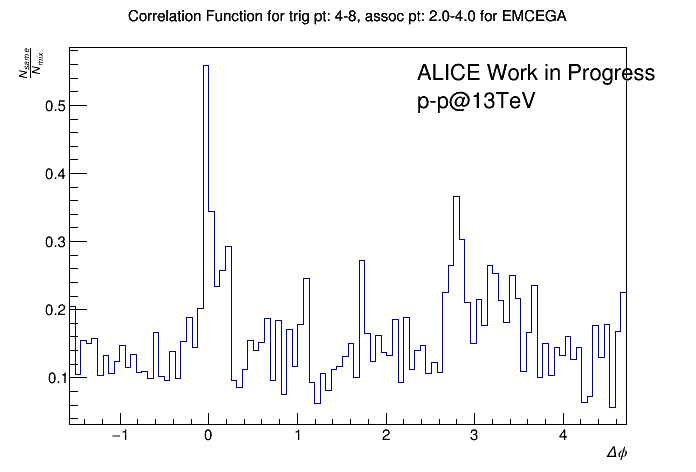 Correlation Function for trig pt: 4-8, assoc pt: 2.0-4.0 for EMCEGA
N_same
N_mix
ALICE Work in Progress
p-p@13TeV
0.5
0.4
0.3
0.2
0.1
−1 0 1 2 3 4
Δφ